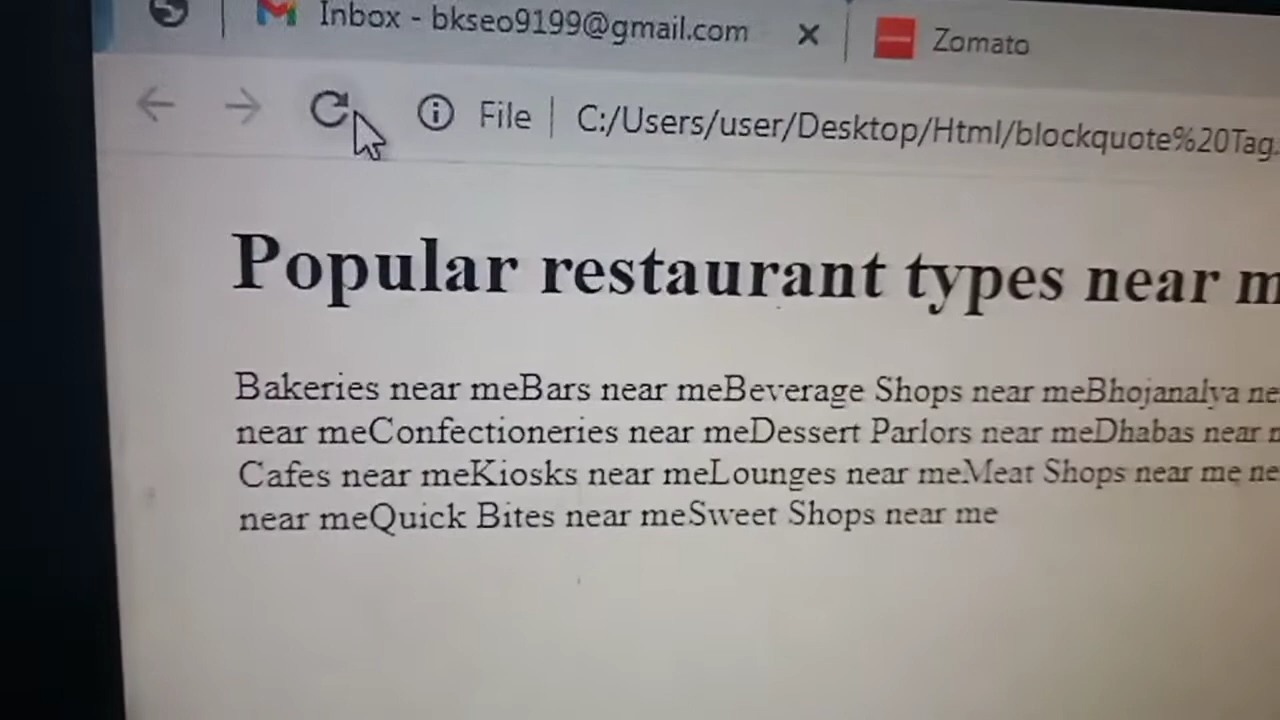 Inbox - bkseo9199@gmail.com
Zomato
File
C:/Users/user/Desktop/Html/blockquote%20Tag.
Popular restaurant types near m
Bakeries near meBars near meBeverage Shops near meBhojanalya ne
near meConfectioneries near meDessert Parlors near meDhabas near
Cafes near meKiosks near meLounges near meMeat Shops near me ne
near meQuick Bites near meSweet Shops near me